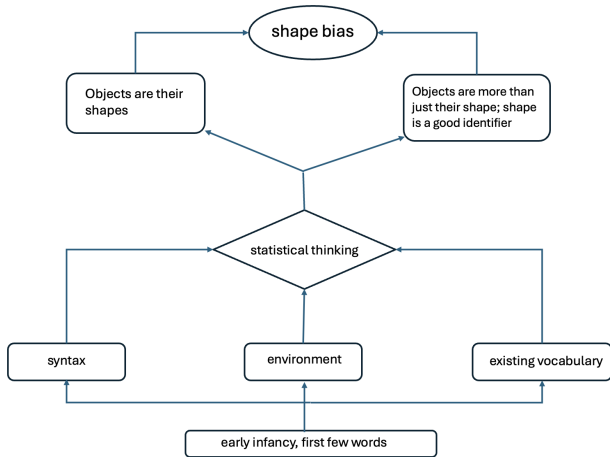 shape bias
Objects are their
shapes
Objects are more than
just their shape; shape
is a good identifier
statistical thinking
syntax
environment
existing vocabulary
early infancy, first few words